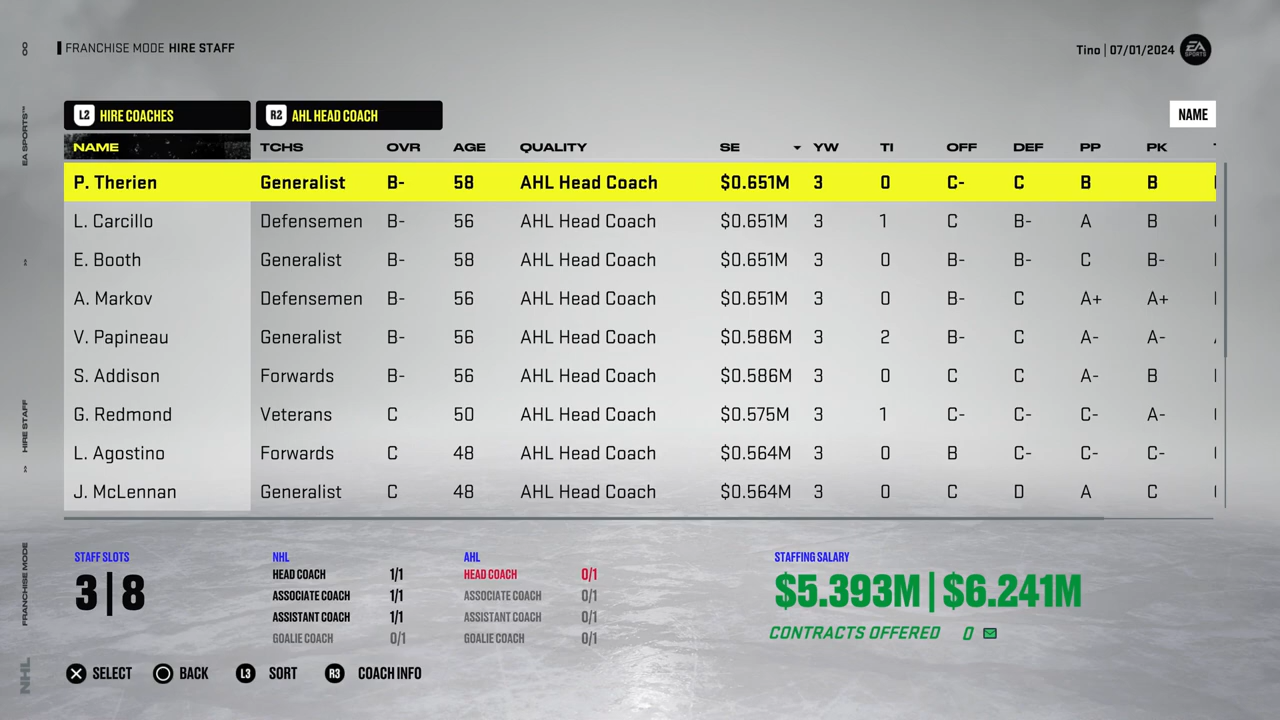 FRANCHISE MODE HIRE STAFF
Tino | 07/01/2024
EA SPORTS
L2 HIRE COACHES R2 AHL HEAD COACH NAME
NAME TCHS OVR AGE QUALITY SE YW TI OFF DEF PP PK
P. Therien Generalist B- 58 AHL Head Coach $0.651M 3 0 C- C B B
L. Carcillo Defensemen B- 56 AHL Head Coach $0.651M 3 1 C B- A B
E. Booth Generalist B- 58 AHL Head Coach $0.651M 3 0 B- B- C B-
A. Markov Defensemen B- 56 AHL Head Coach $0.651M 3 0 B- C A+ A+
V. Papineau Generalist B- 56 AHL Head Coach $0.586M 3 2 B- C A- A-
S. Addison Forwards B- 56 AHL Head Coach $0.586M 3 0 C C A- B
G. Redmond Veterans C 50 AHL Head Coach $0.575M 3 1 C- C- C- A-
L. Agostino Forwards C 48 AHL Head Coach $0.564M 3 0 B C- C- C-
J. McLennan Generalist C 48 AHL Head Coach $0.564M 3 0 C D A C
STAFF SLOTS
3|8
NHL
HEAD COACH 1/1
ASSOCIATE COACH 1/1
ASSISTANT COACH 1/1
GOALIE COACH 0/1
AHL
HEAD COACH 0/1
ASSOCIATE COACH 0/1
ASSISTANT COACH 0/1
GOALIE COACH 0/1
STAFFING SALARY
$5.393M|$6.241M
CONTRACTS OFFERED 0
SELECT BACK L3 SORT R3 COACH INFO
EA SPORTS™
HIRE STAFF
FRANCHISE MODE
NHL